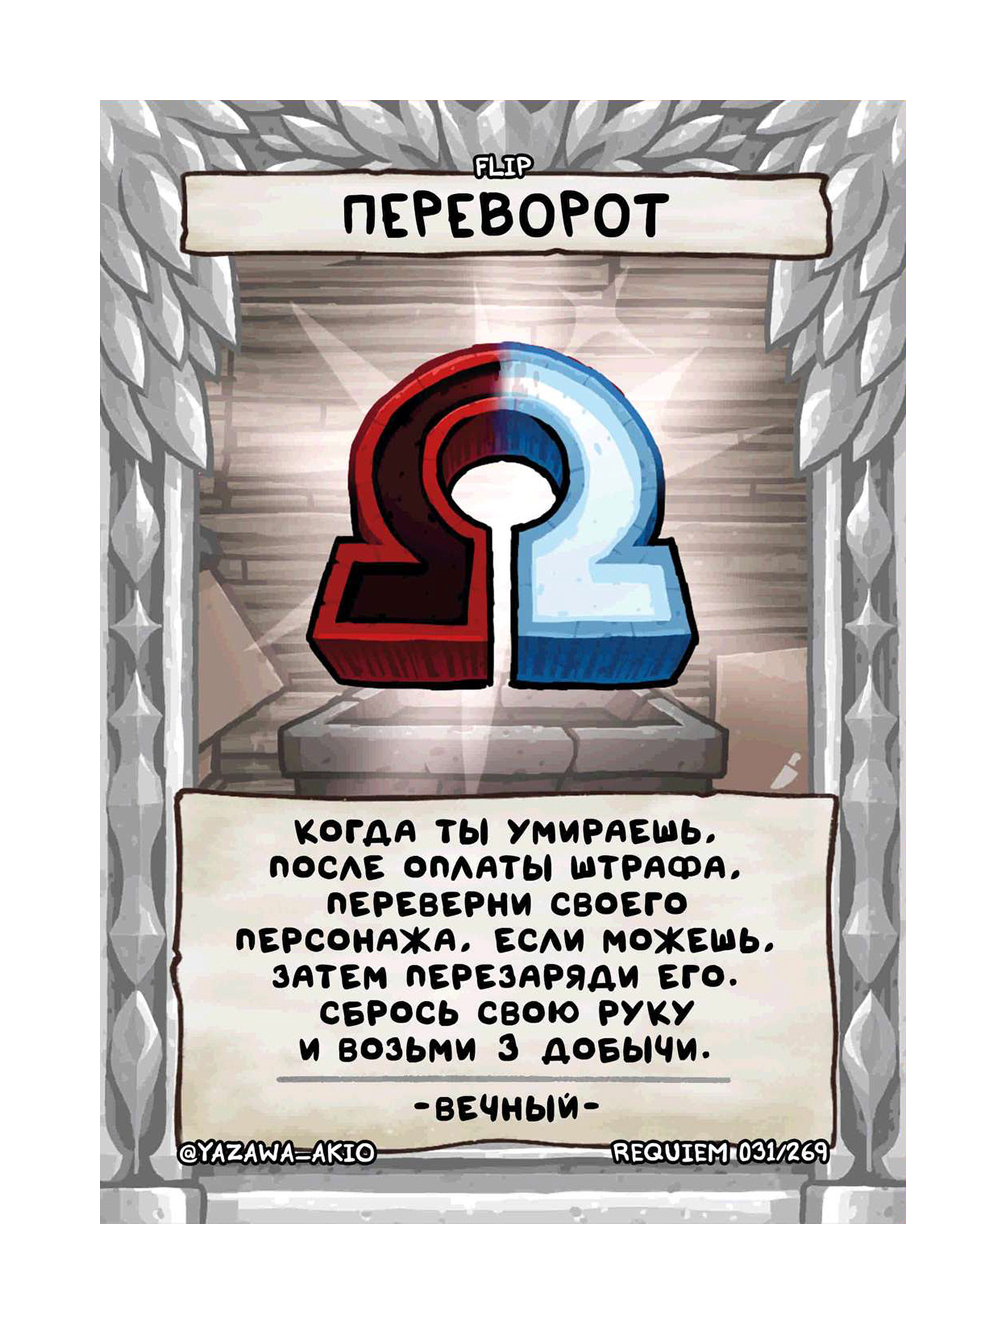 FLIP
ПЕРЕВОРОТ
КОГДА ТЫ УМИРАЕШЬ,
ПОСЛЕ ОПЛАТЫ ШТРАФА,
ПЕРЕВЕРНИ СВОЕГО
ПЕРСОНАЖА, ЕСЛИ МОЖЕШЬ,
ЗАТЕМ ПЕРЕЗАРЯДИ ЕГО.
СБРОСЬ СВОЮ РУКУ
И ВОЗЬМИ 3 ДОБЫЧИ.
-ВЕЧНЫЙ-
@YAZAWA_AKIO
REQUIEM 031/269